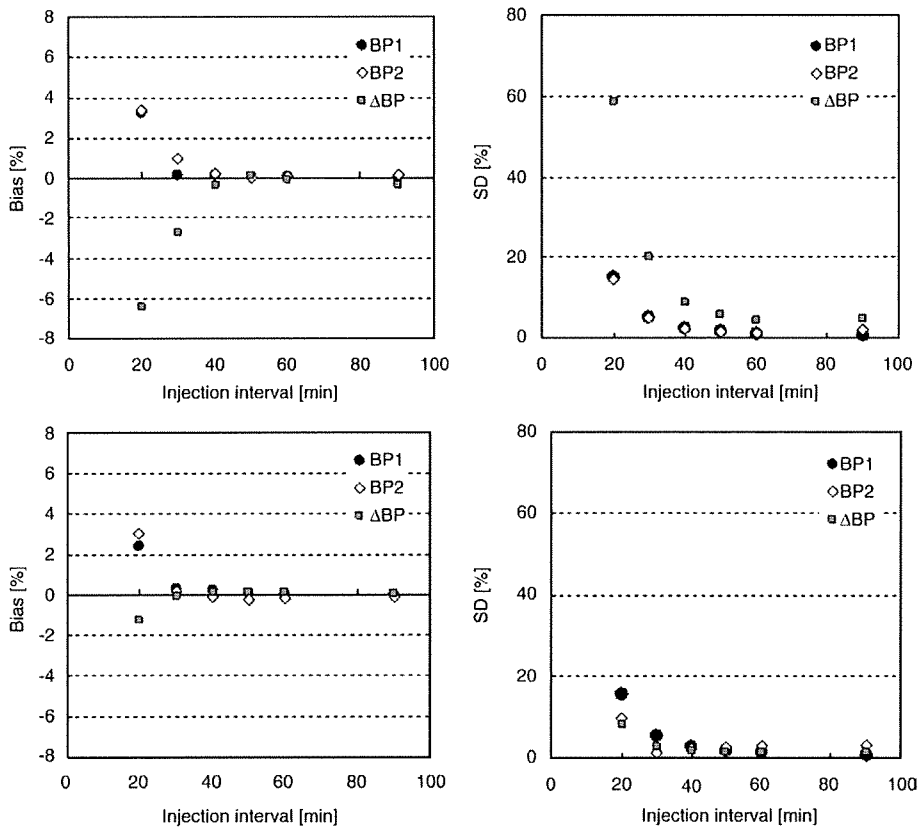 8
6
4
2
0
-2
-4
-6
-8
Bias [%]
BP1
BP2
ΔBP
0 20 40 60 80 100
Injection interval [min]
80
60
40
20
0
SD [%]
BP1
BP2
ΔBP
0 20 40 60 80 100
Injection interval [min]
8
6
4
2
0
-2
-4
-6
-8
Bias [%]
BP1
BP2
ΔBP
0 20 40 60 80 100
Injection interval [min]
80
60
40
20
0
SD [%]
BP1
BP2
ΔBP
0 20 40 60 80 100
Injection interval [min]